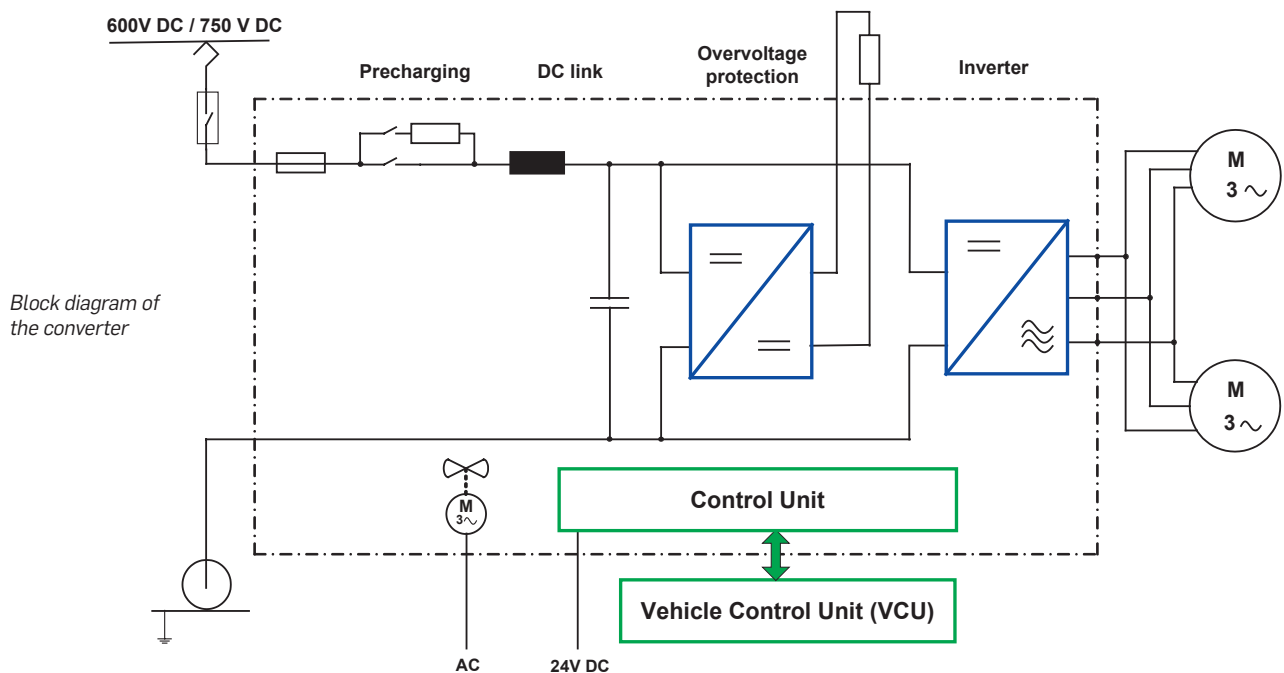 600V DC / 750 V DC
Precharging
DC link
Overvoltage
protection
Inverter
M
3
Block diagram of
the converter
M
3
M
3
Control Unit
Vehicle Control Unit (VCU)
AC
24V DC